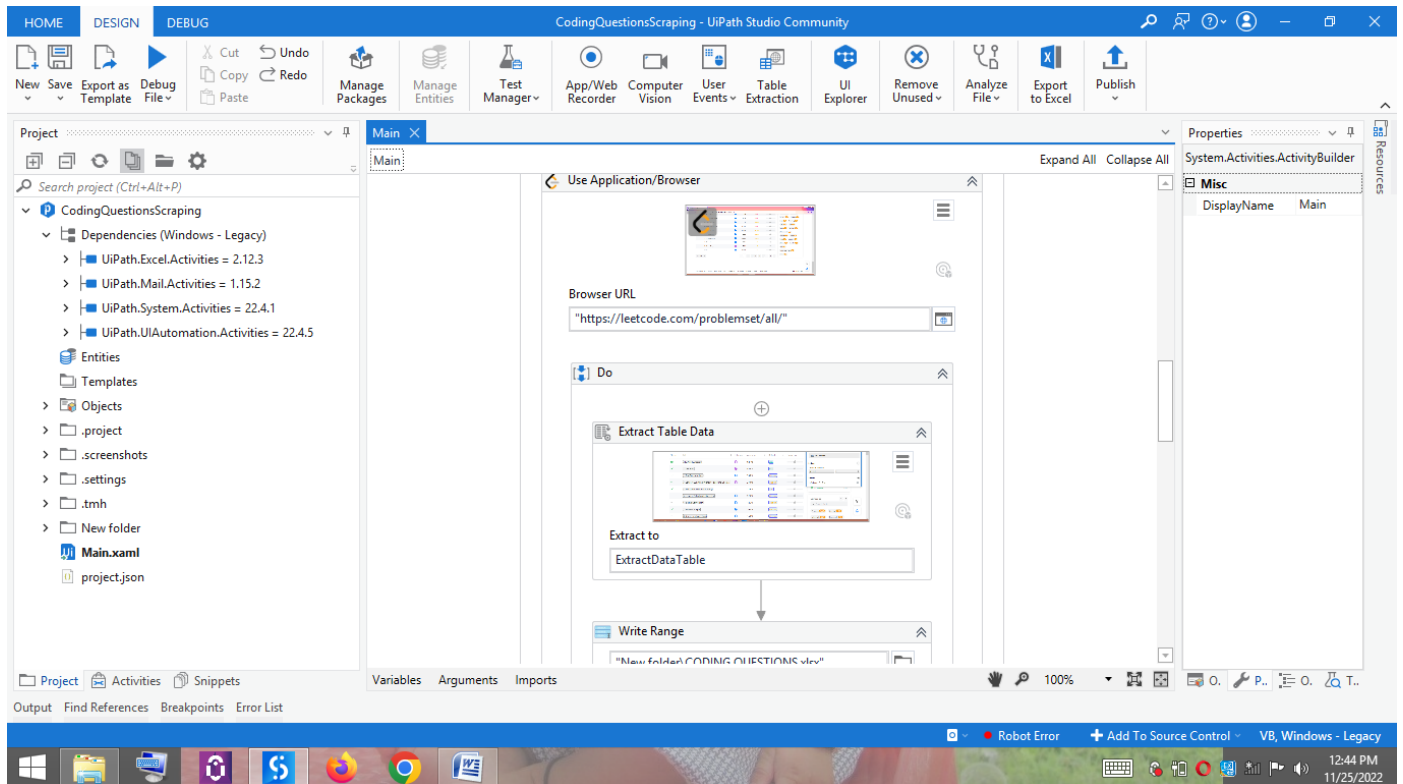 HOME DESIGN DEBUG CodingQuestionsScraping - UiPath Studio Community
New Save Export as Template Debug File Cut Copy Paste Undo Redo Manage Packages Manage Entities Test Manager App/Web Recorder Computer Vision User Events Table Extraction UI Explorer Remove Unused Analyze File Export to Excel Publish
Project
Search project (Ctrl+Alt+P)
CodingQuestionsScraping
Dependencies (Windows - Legacy)
UiPath.Excel.Activities = 2.12.3
UiPath.Mail.Activities = 1.15.2
UiPath.System.Activities = 22.4.1
UiPath.UIAutomation.Activities = 22.4.5
Entities
Templates
Objects
.project
.screenshots
.settings
.tmh
New folder
Main.xaml
project.json
Project Activities Snippets
Main
Main Expand All Collapse All
Use Application/Browser
Browser URL
"https://leetcode.com/problemset/all/"
Do
Extract Table Data
Extract to
ExtractDataTable
Write Range
"New folder\CODING QUESTIONS.xlsx"
Variables Arguments Imports 100%
Properties
System.Activities.ActivityBuilder
Misc
DisplayName Main
Resources
O. P.. O. T..
Output Find References Breakpoints Error List
Robot Error Add To Source Control VB, Windows - Legacy
12:44 PM
11/25/2022